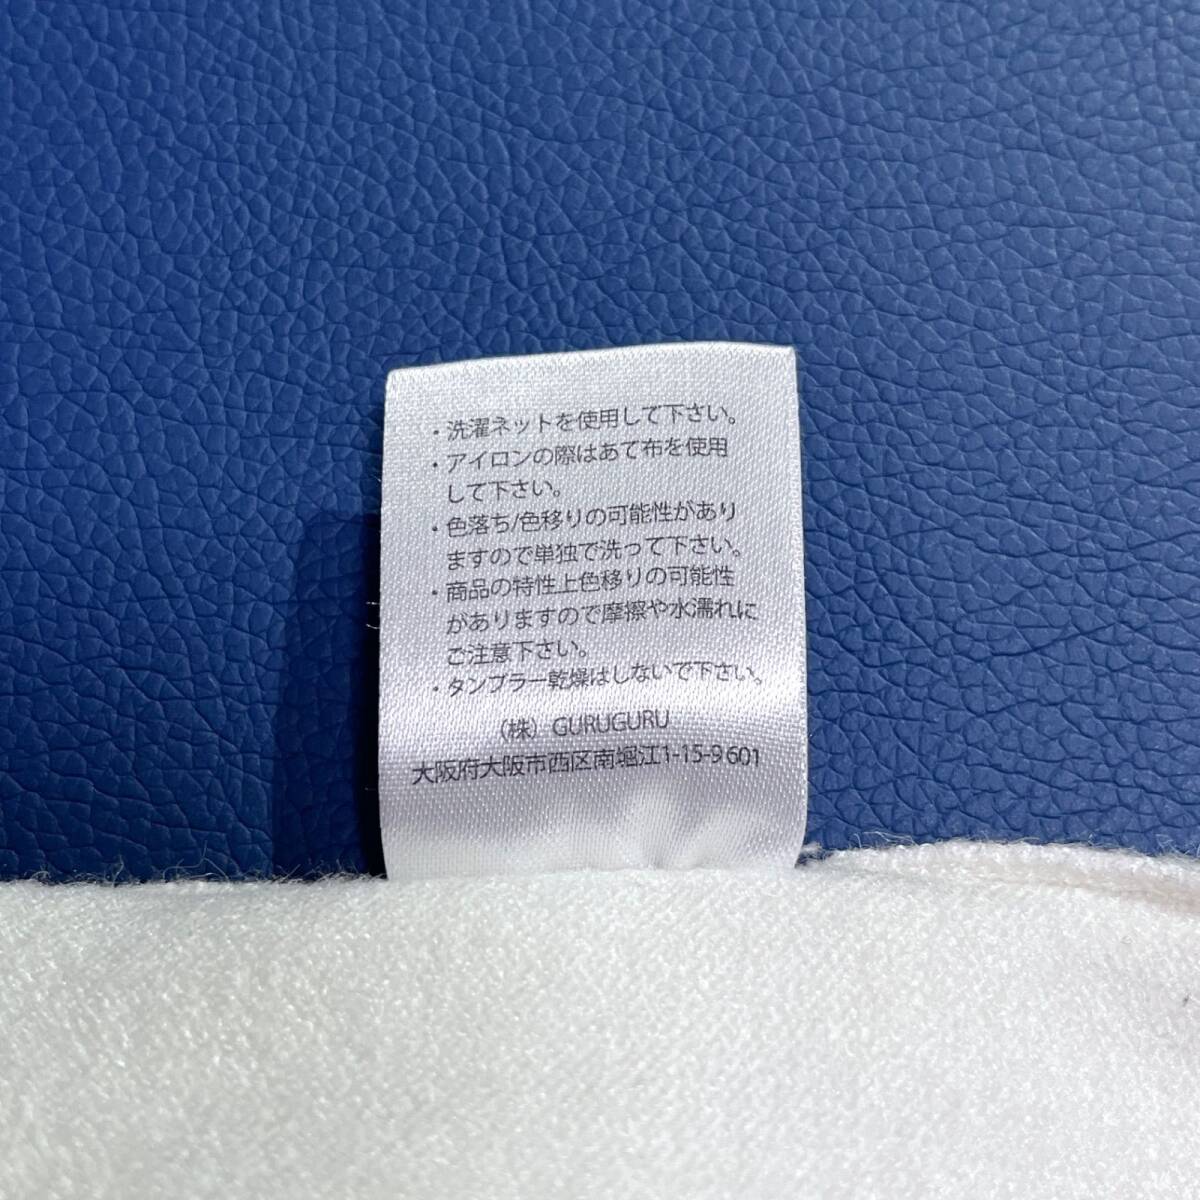 ・洗濯ネットを使用して下さい。
・アイロンの際はあて布を使用
して下さい。
・色落ち/色移りの可能性があり
ますので単独で洗って下さい。
・商品の特性上色移りの可能性
がありますので摩擦や水濡れに
ご注意下さい。
・タンブラー乾燥はしないで下さい。
（株）GURUGURU
大阪府大阪市西区南堀江1-15-9 601